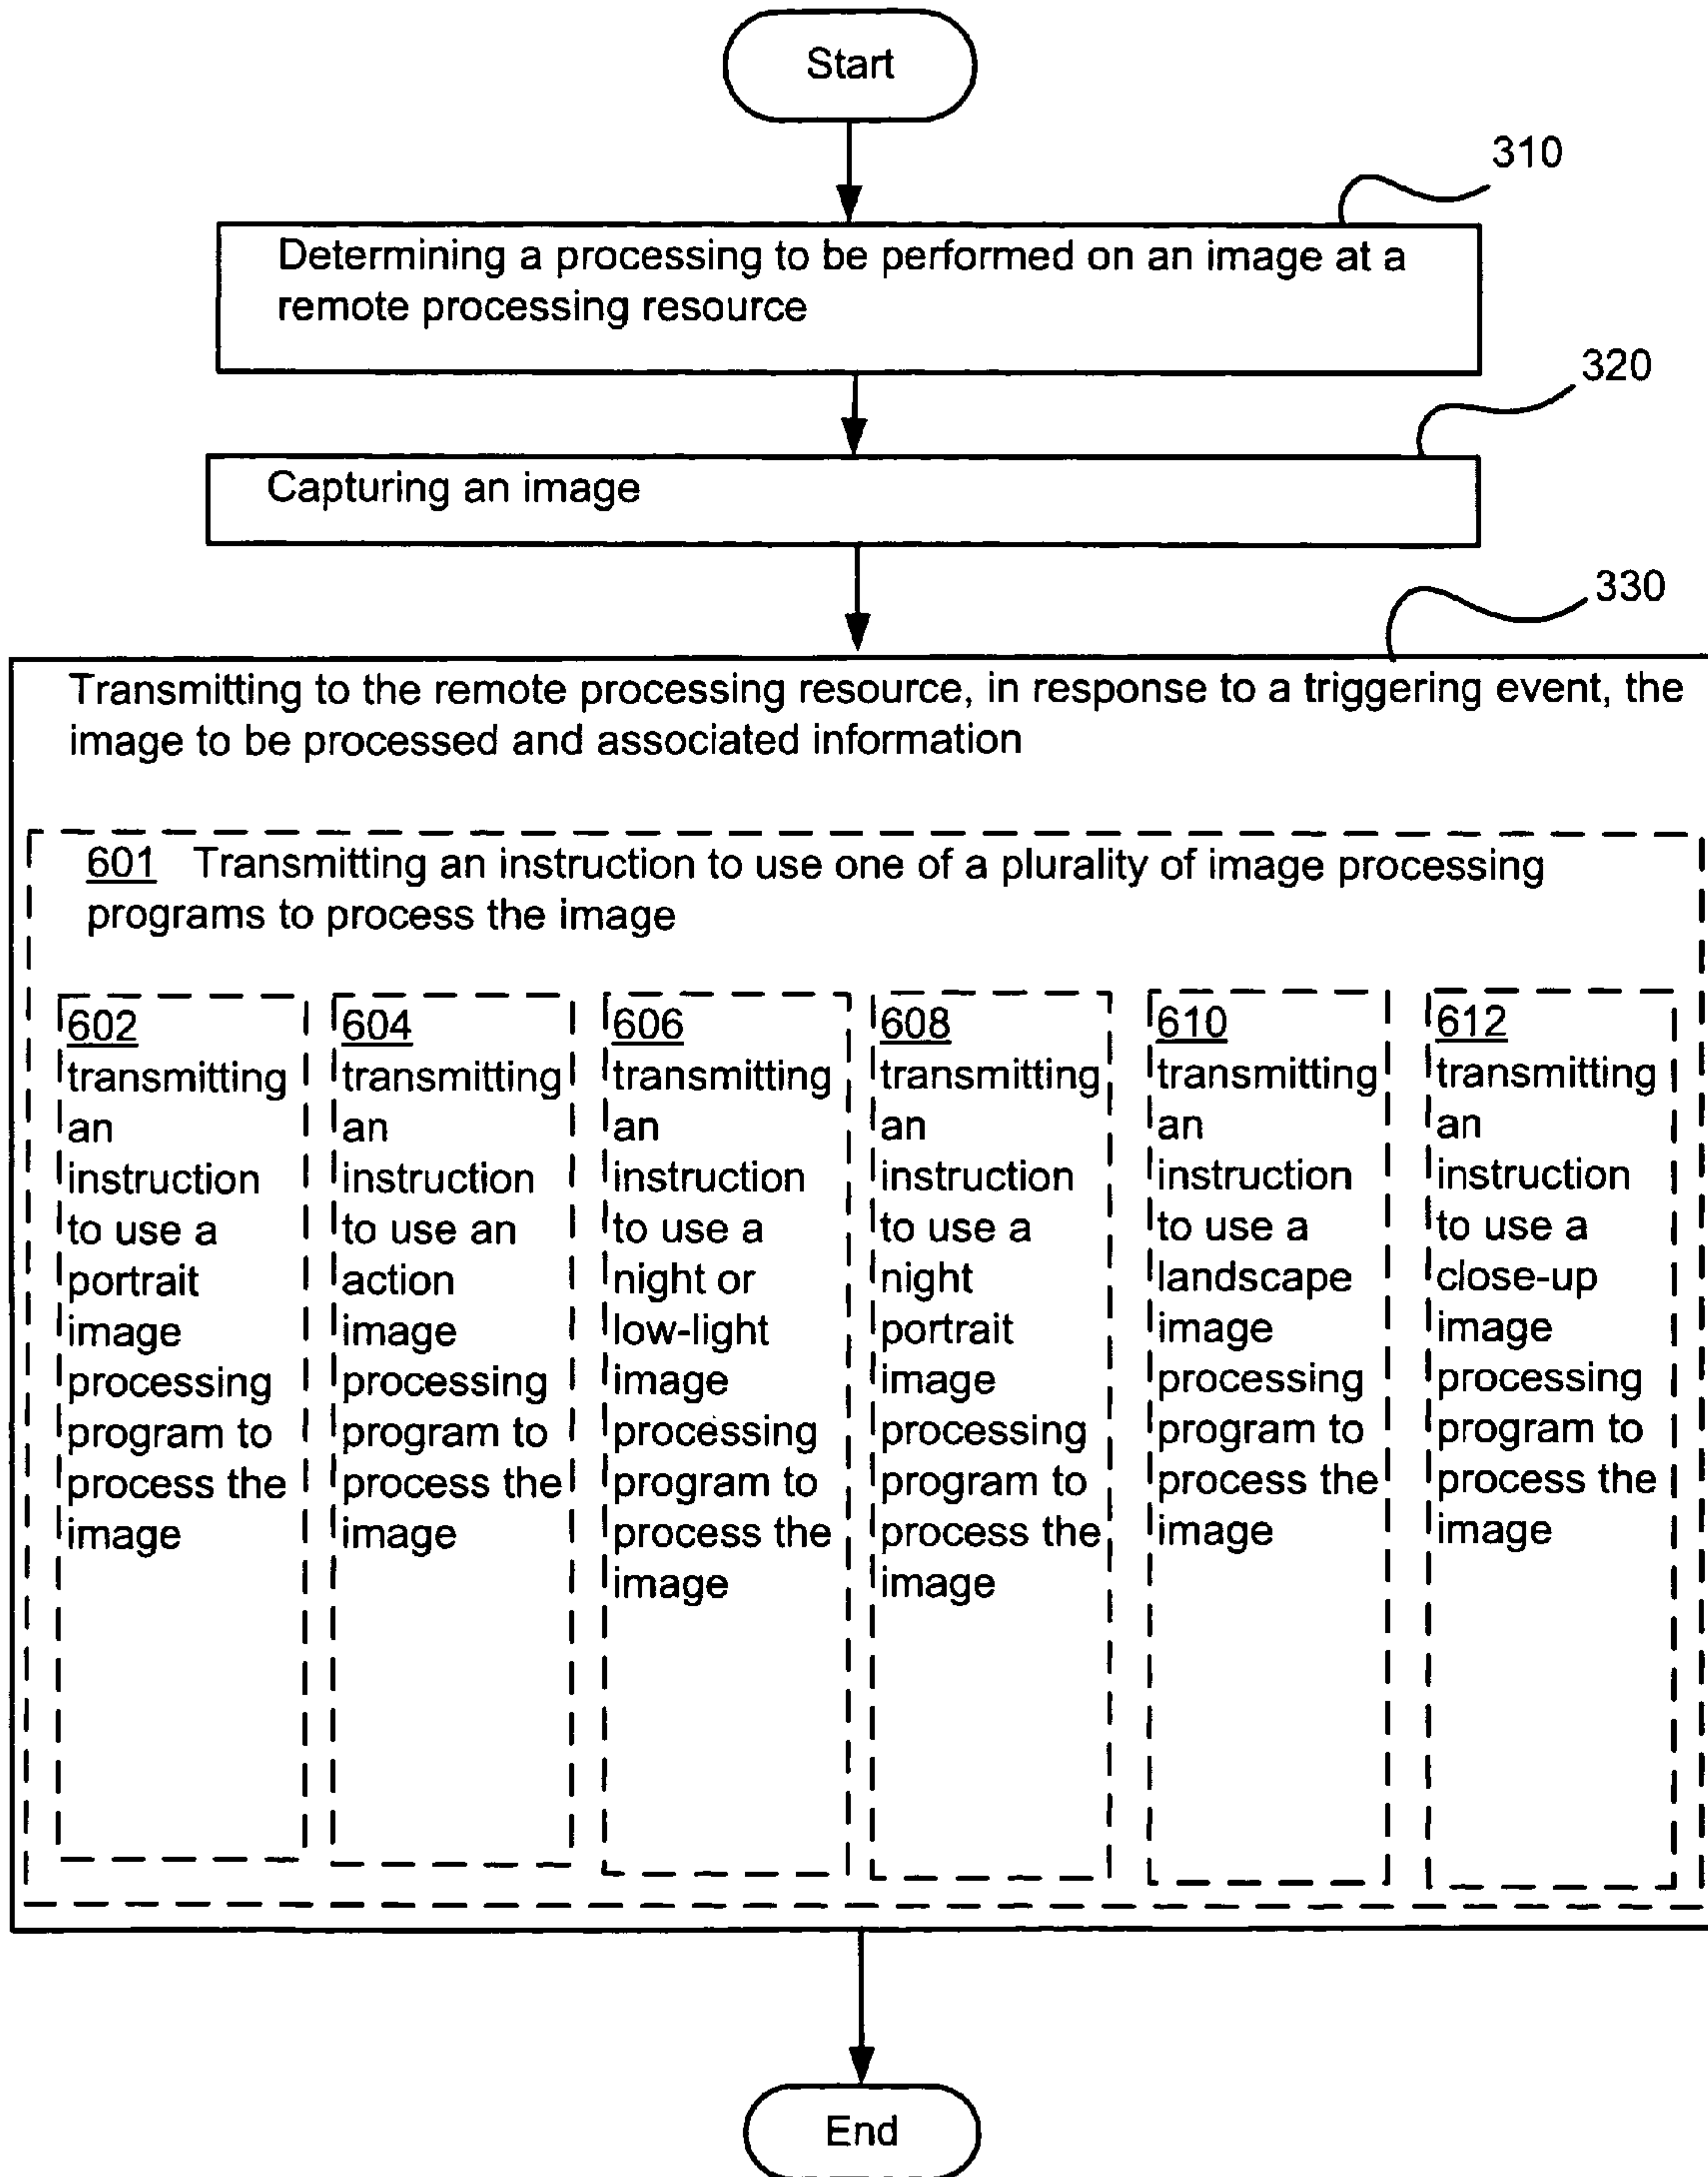 Start
310
Determining a processing to be performed on an image at a
remote processing resource
320
Capturing an image
330
Transmitting to the remote processing resource, in response to a triggering event, the
image to be processed and associated information
601 Transmitting an instruction to use one of a plurality of image processing
programs to process the image
602
transmitting
an
instruction
to use a
portrait
image
processing
program to
process the
image
604
transmitting
an
instruction
to use an
action
image
processing
program to
process the
image
606
transmitting
an
instruction
to use a
night or
low-light
image
processing
program to
process the
image
608
transmitting
an
instruction
to use a
night
portrait
image
processing
program to
process the
image
610
transmitting
an
instruction
to use a
landscape
image
processing
program to
process the
image
612
transmitting
an
instruction
to use a
close-up
image
processing
program to
process the
image
End